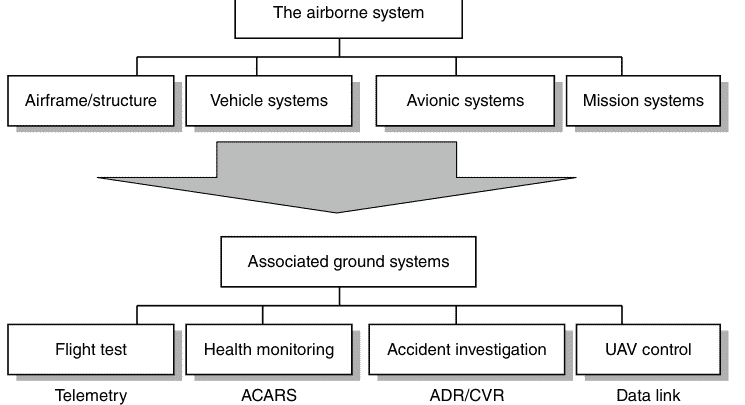 The airborne system
Airframe/structure
Vehicle systems
Avionic systems
Mission systems
Associated ground systems
Flight test
Health monitoring
Accident investigation
UAV control
Telemetry
ACARS
ADR/CVR
Data link